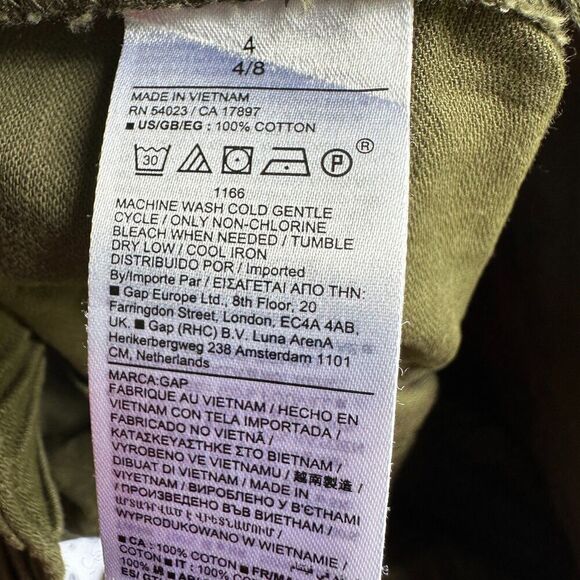 4
4/8
MADE IN VIETNAM
RN 54023 / CA 17897
■ US/GB/EG : 100% COTTON
30 P ®
1166
MACHINE WASH COLD GENTLE
CYCLE / ONLY NON-CHLORINE
BLEACH WHEN NEEDED / TUMBLE
DRY LOW / COOL IRON
DISTRIBUIDO POR / Imported
By/Importe Par / ΕΙΣΑΓΕΤΑΙ ΑΠΟ ΤΗΝ:
■ Gap Europe Ltd., 8th Floor, 20
Farringdon Street, London, EC4A 4AB,
UK. ■ Gap (RHC) B.V. Luna ArenA
Herikerbergweg 238 Amsterdam 1101
CM, Netherlands
MARCA:GAP
FABRIQUE AU VIETNAM / HECHO EN
VIETNAM CON TELA IMPORTADA /
FABRICADO NO VIETNÃ /
ΚΑΤΑΣΚΕΥΑΣΤΗΚΕ ΣΤΟ ΒΙΕΤΝΑΜ /
VYROBENO VE VIETNAMU / 越南製造 /
DIBUAT DI VIETNAM / MADE IN
VIYETNAM / ВИРОБЛЕНО У В'ЄТНАМІ
/ ПРОИЗВЕДЕНО ВЪВ ВИЕТНАМ /
WYPRODUKOWANO W WIETNAMIE /
■ CA : 100% COTON ■ FR/MA
COTON ■ IT : 100% COTONE